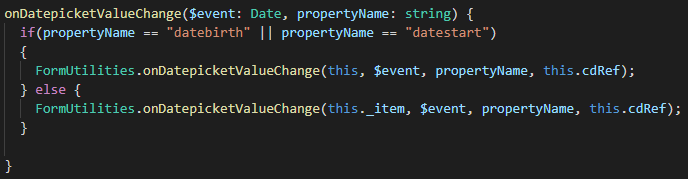 onDatepicketValueChange($event: Date, propertyName: string) {
if(propertyName == "datebirth" || propertyName == "datestart")
{
FormUtilities.onDatepicketValueChange(this, $event, propertyName, this.cdRef);
} else {
FormUtilities.onDatepicketValueChange(this._item, $event, propertyName, this.cdRef);
}
}